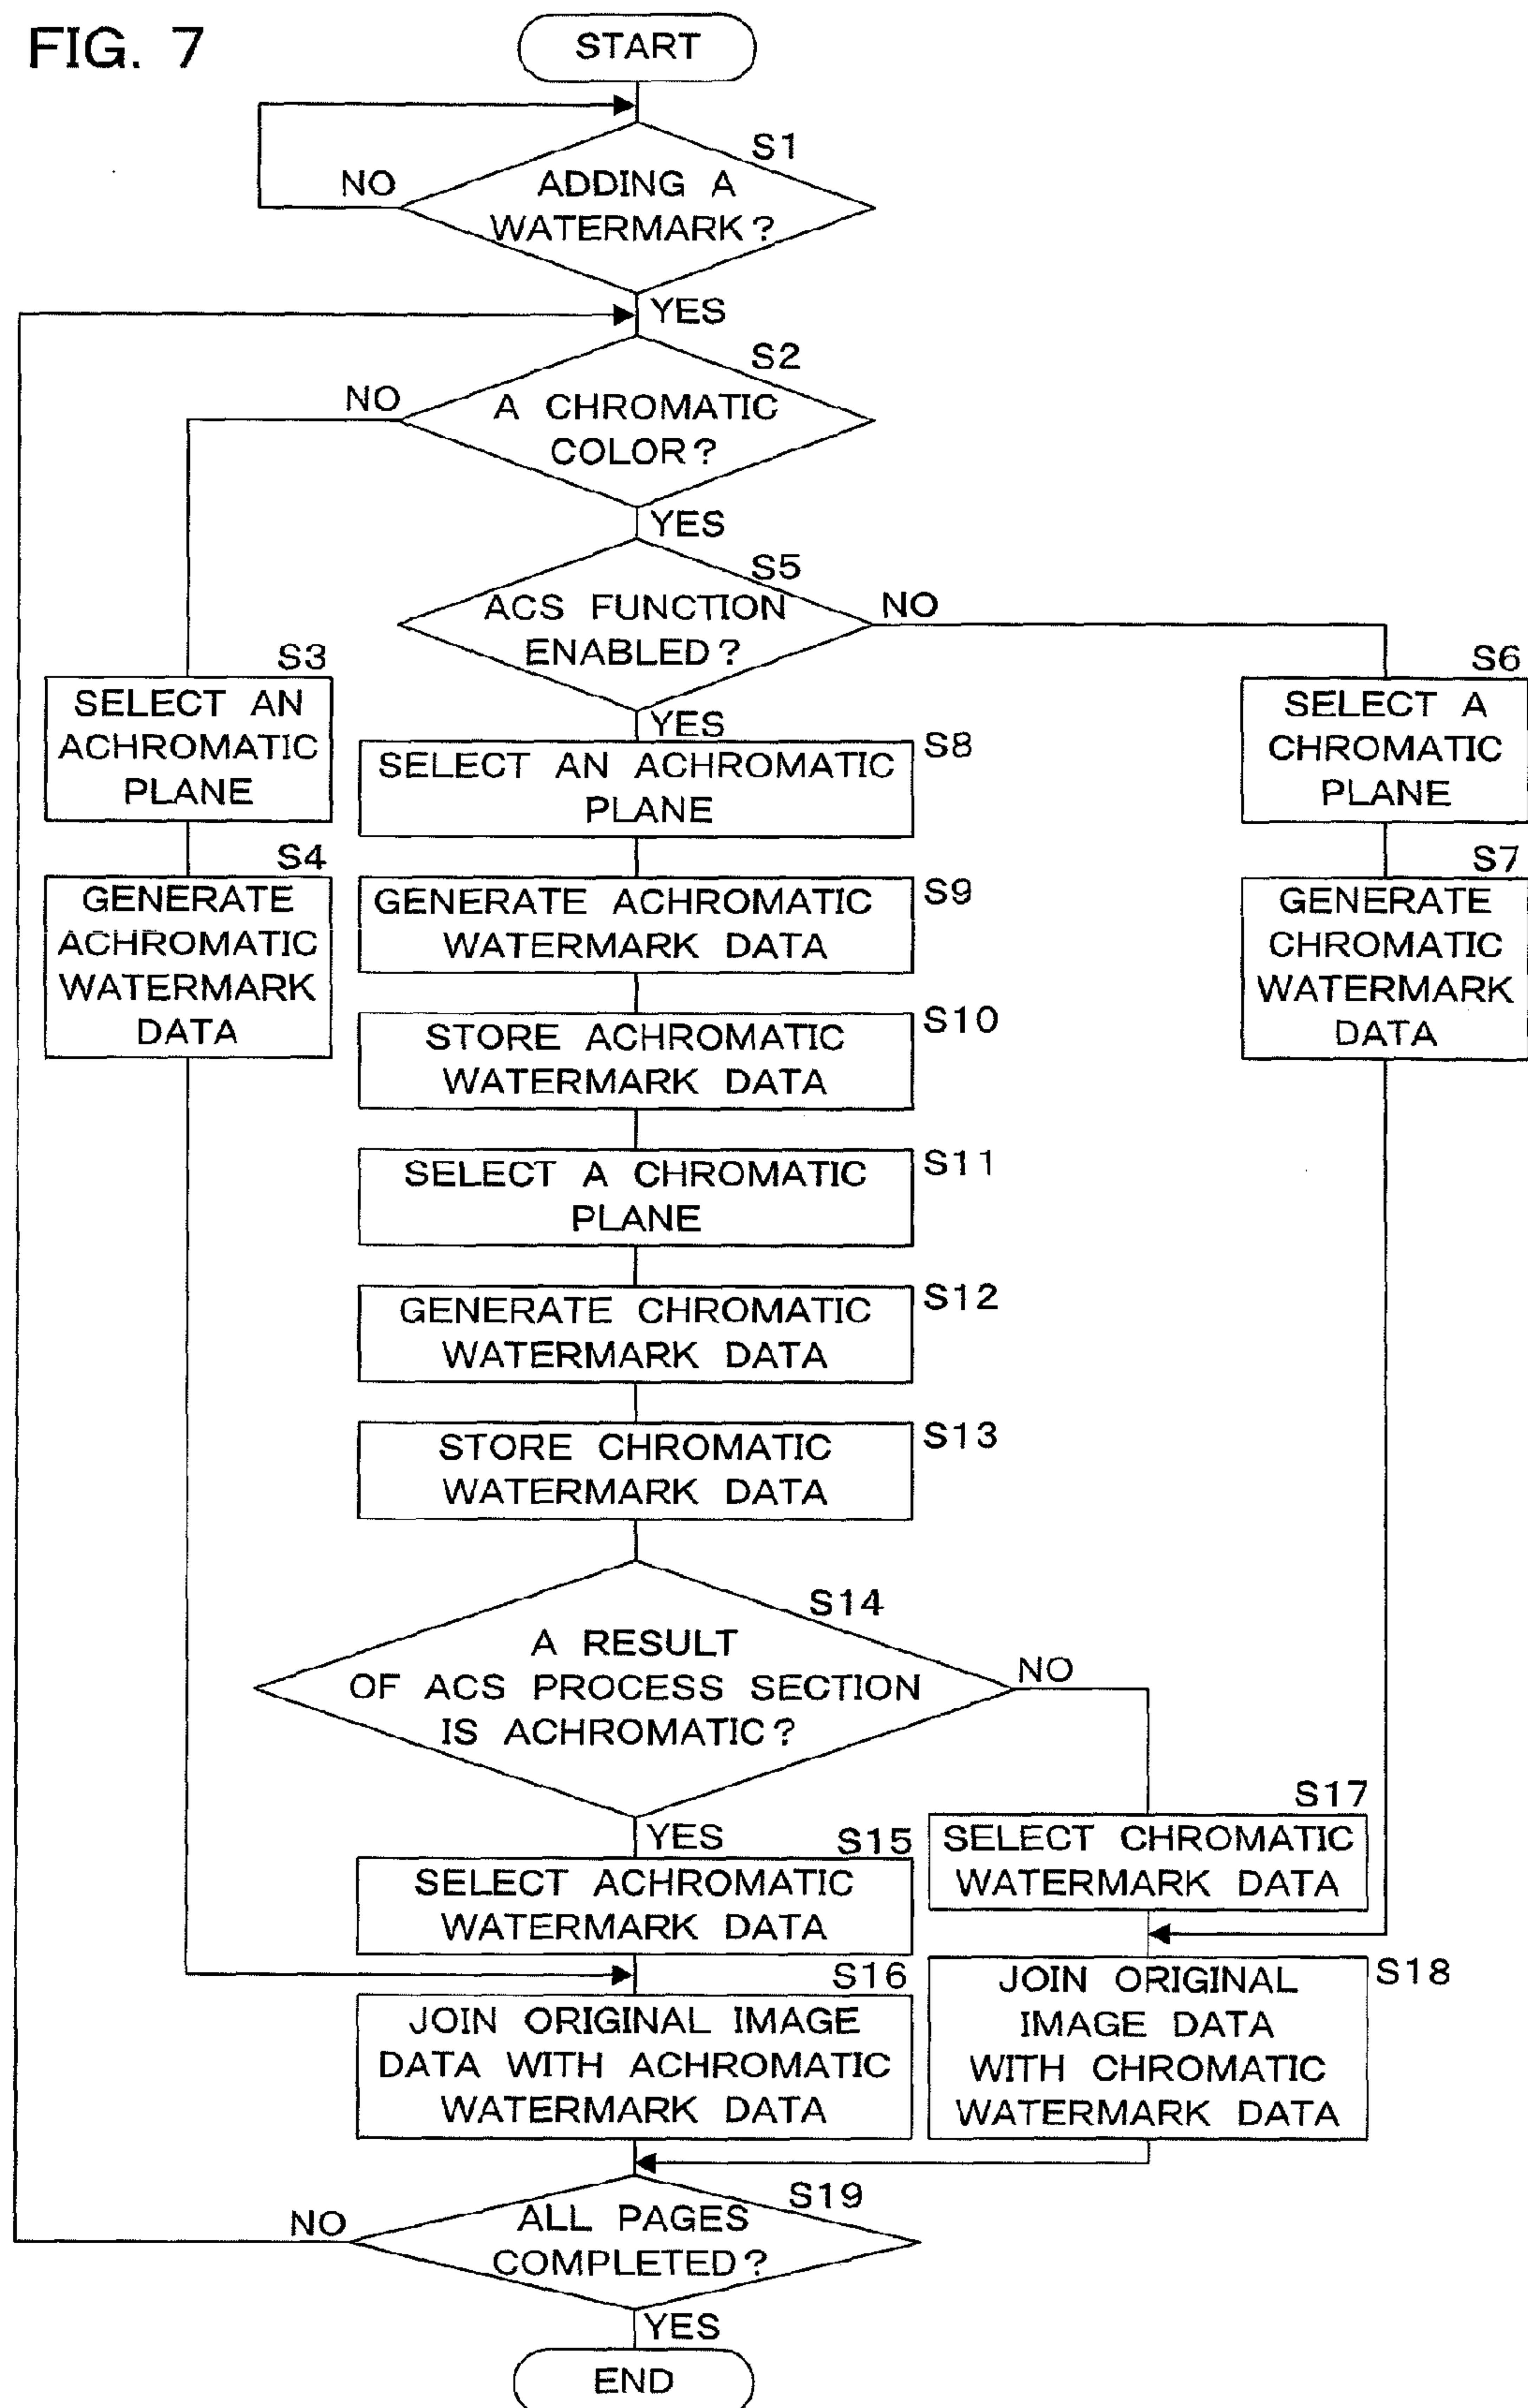 FIG. 7
START
S1
NO
ADDING A
WATERMARK?
YES
S2
NO
A CHROMATIC
COLOR?
YES
S5
ACS FUNCTION
ENABLED?
NO
YES
S3
SELECT AN
ACHROMATIC
PLANE
S4
GENERATE
ACHROMATIC
WATERMARK
DATA
S8
SELECT AN ACHROMATIC
PLANE
S6
SELECT A
CHROMATIC
PLANE
S7
GENERATE
CHROMATIC
WATERMARK
DATA
S9
GENERATE ACHROMATIC
WATERMARK DATA
S10
STORE ACHROMATIC
WATERMARK DATA
S11
SELECT A CHROMATIC
PLANE
S12
GENERATE CHROMATIC
WATERMARK DATA
S13
STORE CHROMATIC
WATERMARK DATA
S14
A RESULT
OF ACS PROCESS SECTION
IS ACHROMATIC?
NO
YES
S15
SELECT ACHROMATIC
WATERMARK DATA
S17
SELECT CHROMATIC
WATERMARK DATA
S16
JOIN ORIGINAL IMAGE
DATA WITH ACHROMATIC
WATERMARK DATA
S18
JOIN ORIGINAL
IMAGE DATA
WITH CHROMATIC
WATERMARK DATA
S19
NO
ALL PAGES
COMPLETED?
YES
END